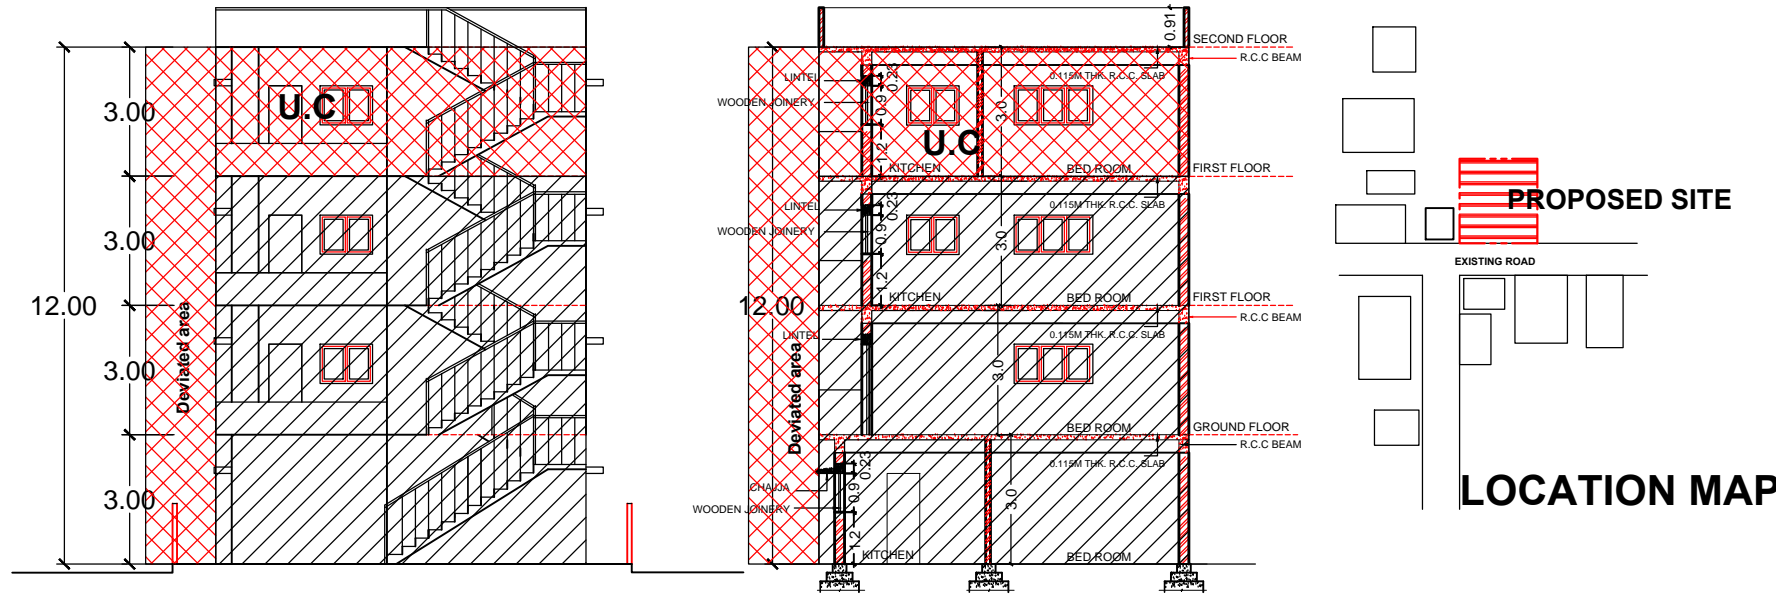 12.00
3.00
3.00
3.00
3.00
Deviated area
U.C
12.00
Deviated area
0.91
SECOND FLOOR
R.C.C BEAM
LINTEL
0.23
0.115M THK. R.C.C. SLAB
WOODEN JOINERY
0.9
3.0
U.C
1.2
KITCHEN
BED ROOM
FIRST FLOOR
LINTEL
0.23
0.115M THK. R.C.C. SLAB
WOODEN JOINERY
0.9
3.0
1.2
KITCHEN
BED ROOM
FIRST FLOOR
R.C.C BEAM
LINTEL
0.115M THK. R.C.C. SLAB
3.0
BED ROOM
GROUND FLOOR
R.C.C BEAM
0.23
0.115M THK. R.C.C. SLAB
CHAJJA
0.9
WOODEN JOINERY
3.0
1.2
KITCHEN
BED ROOM
PROPOSED SITE
EXISTING ROAD
LOCATION MAP